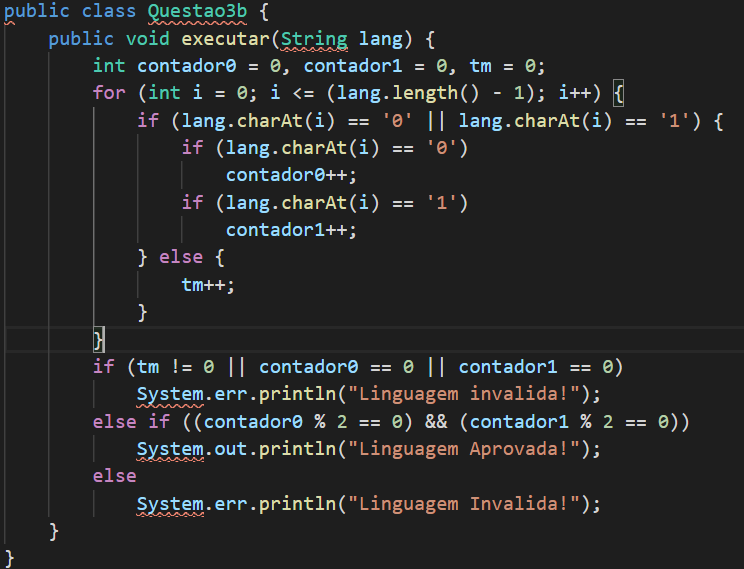 public class Questao3b {
    public void executar(String lang) {
        int contador0 = 0, contador1 = 0, tm = 0;
        for (int i = 0; i <= (lang.length() - 1); i++) {
            if (lang.charAt(i) == '0' || lang.charAt(i) == '1') {
                if (lang.charAt(i) == '0')
                    contador0++;
                if (lang.charAt(i) == '1')
                    contador1++;
            } else {
                tm++;
            }
        }
        if (tm != 0 || contador0 == 0 || contador1 == 0)
            System.err.println("Linguagem invalida!");
        else if ((contador0 % 2 == 0) && (contador1 % 2 == 0))
            System.out.println("Linguagem Aprovada!");
        else
            System.err.println("Linguagem Invalida!");
    }
}